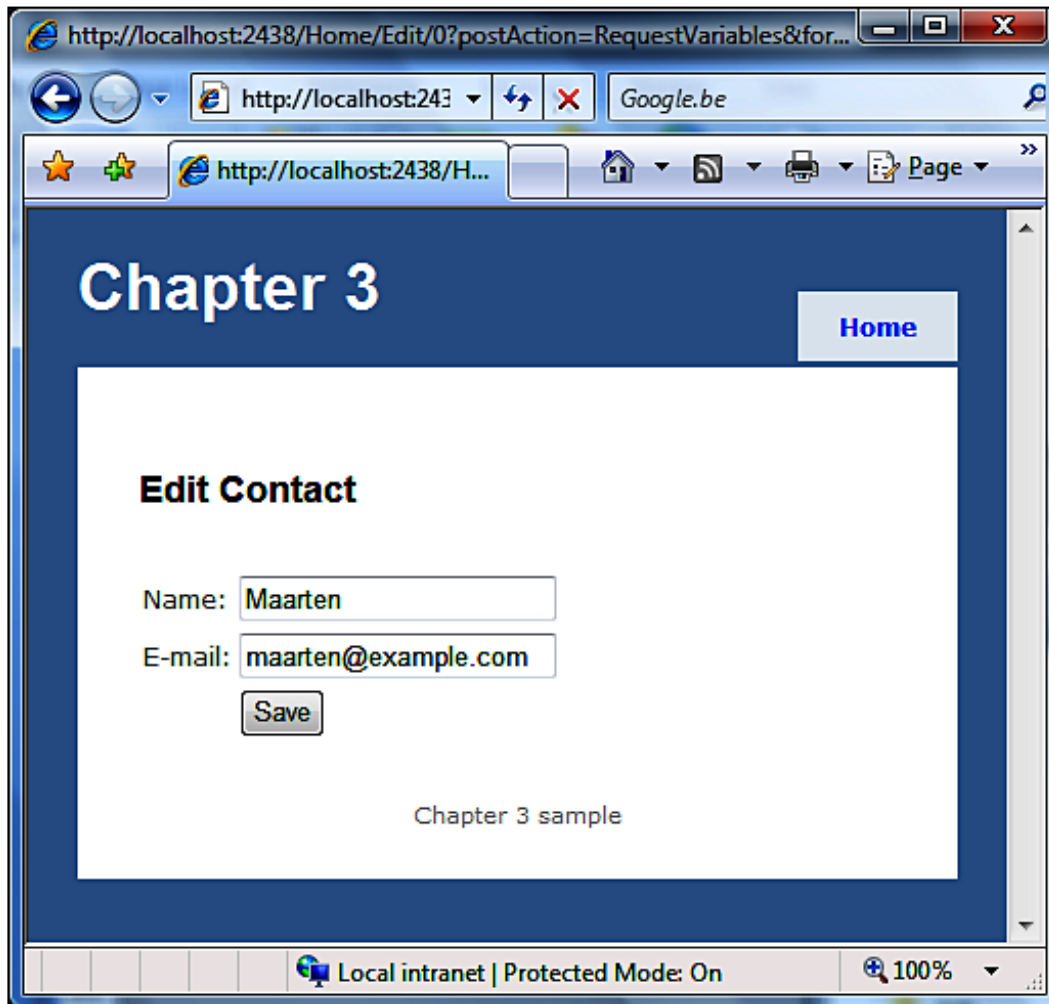 http://localhost:2438/Home/Edit/0?postAction=RequestVariables&for...
http://localhost:243
Google.be
http://localhost:2438/H...
Page
Chapter 3
Home
Edit Contact
Name: Maarten
E-mail: maarten@example.com
Save
Chapter 3 sample
Local intranet | Protected Mode: On
100%